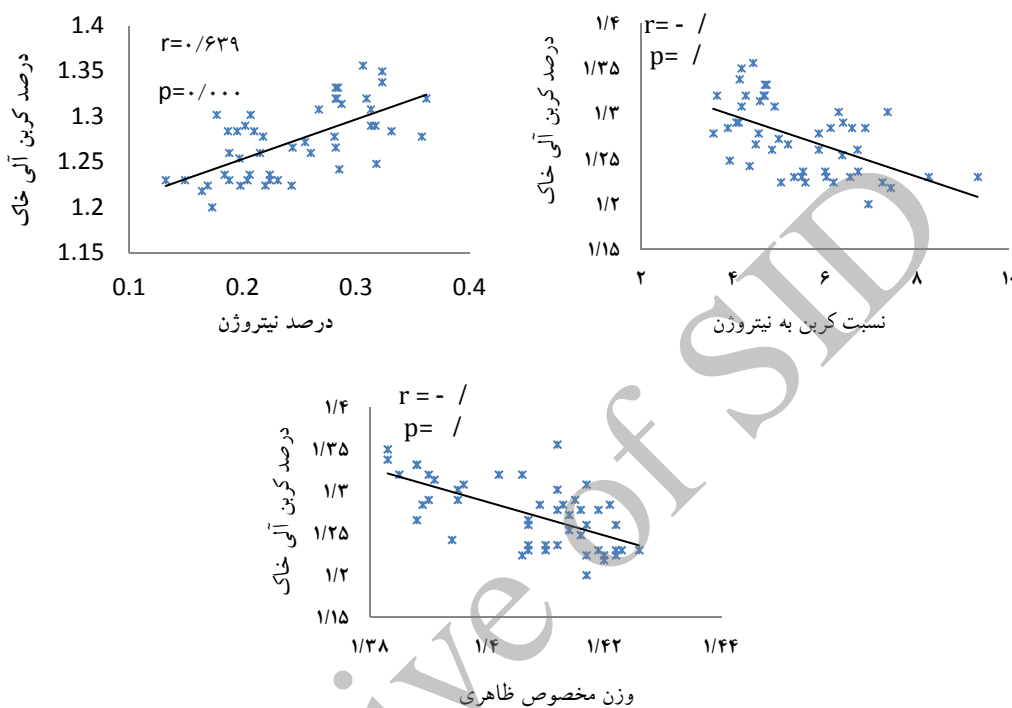 1.4
1.35
1.3
1.25
1.2
1.15
0.1
0.2
0.3
0.4
r=۰/۶۳۹
p=۰/۰۰۰
درصد کربن آلی خاک
درصد نیتروژن
۱/۴
۱/۳۵
۱/۳
۱/۲۵
۱/۲
۱/۱۵
۲
۴
۶
۸
۱۰
r= - /
p= /
درصد کربن آلی خاک
نسبت کربن به نیتروژن
۱/۴
۱/۳۵
۱/۳
۱/۲۵
۱/۲
۱/۱۵
۱/۳۸
۱/۴
۱/۴۲
۱/۴۴
r = - /
p= /
درصد کربن آلی خاک
وزن مخصوص ظاهری
ive of SID